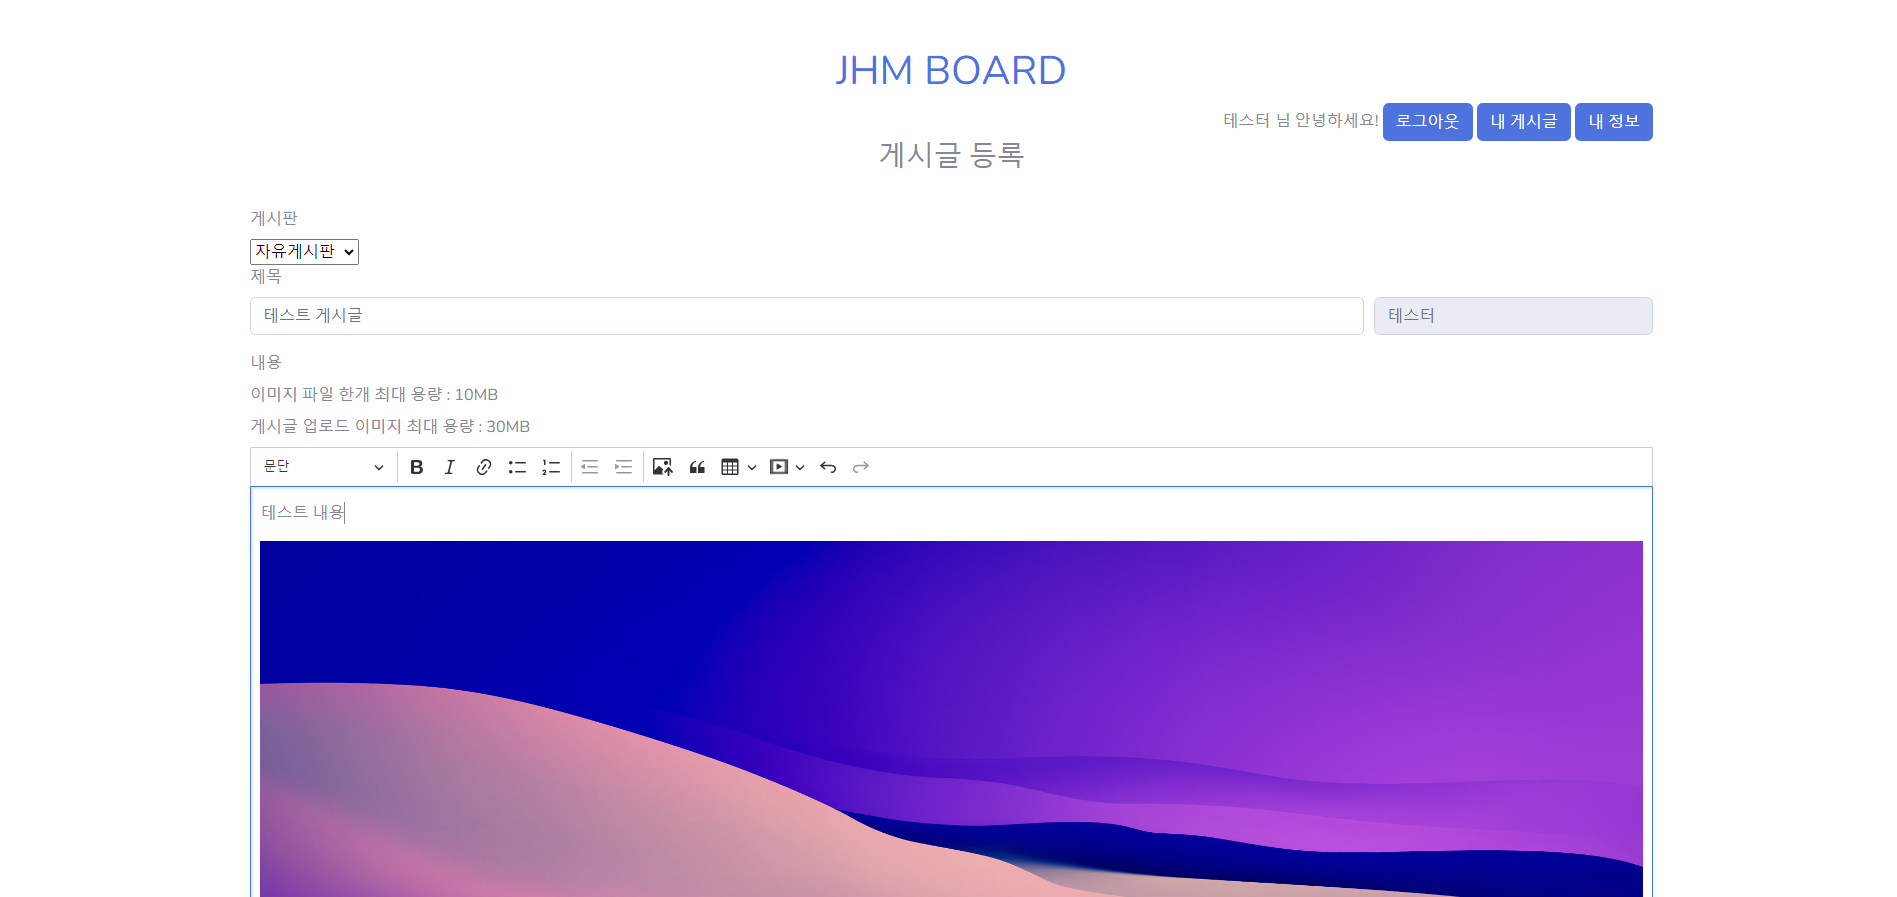 JHM BOARD
테스터 님 안녕하세요! 로그아웃 내 게시글 내 정보
게시글 등록
게시판
자유게시판
제목
테스트 게시글 테스터
내용
이미지 파일 한개 최대 용량 : 10MB
게시글 업로드 이미지 최대 용량 : 30MB
문단
테스트 내용